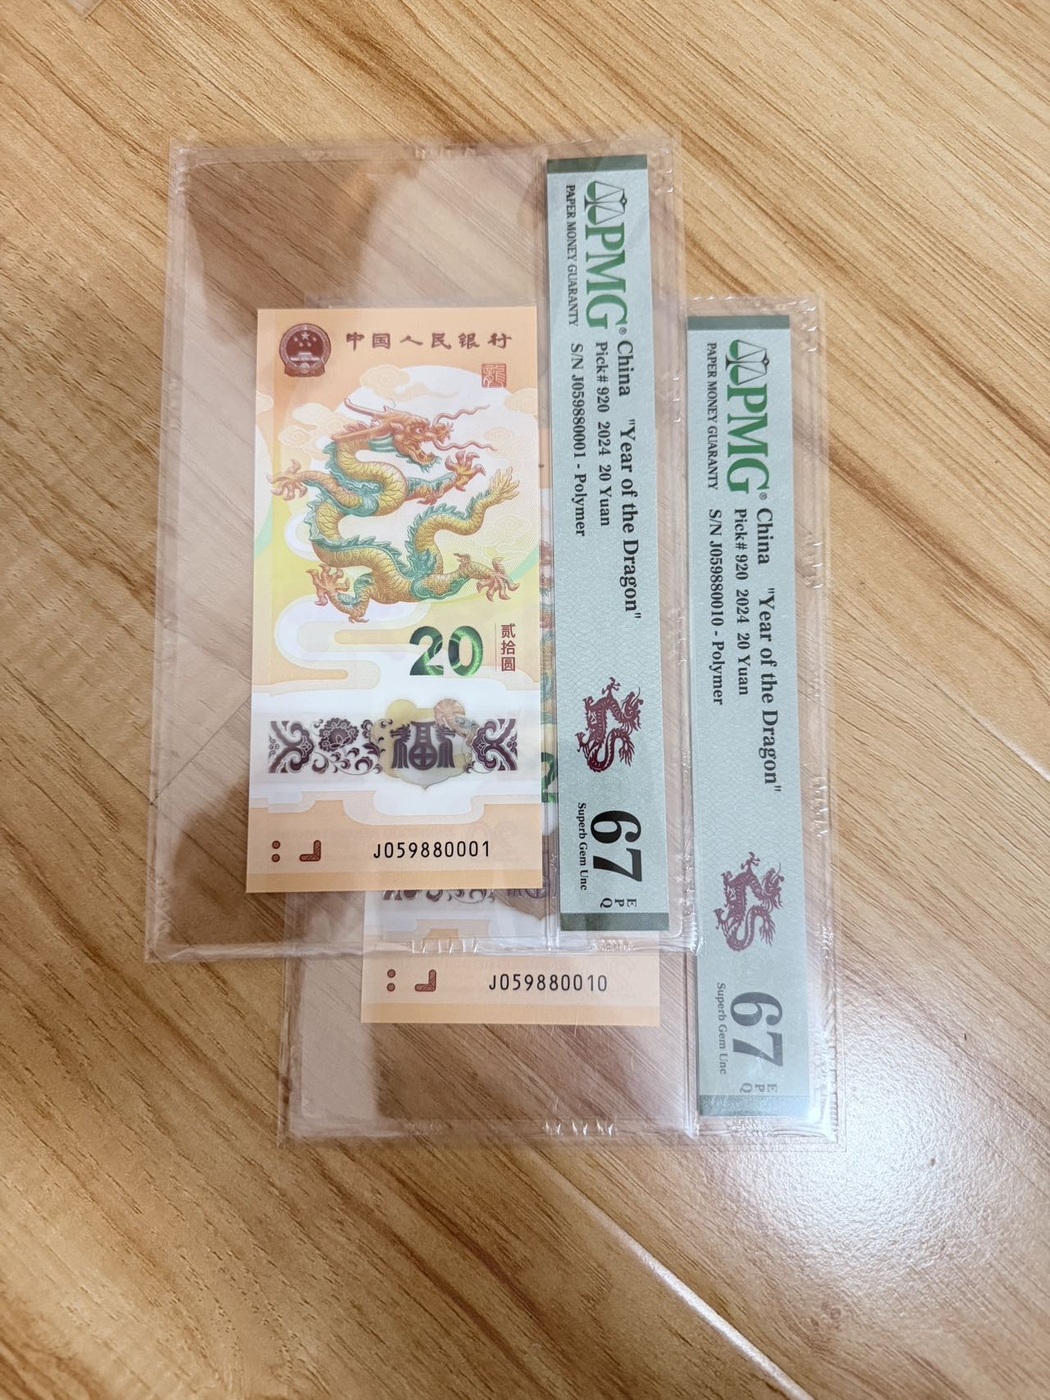 中国人民银行
龍
20
贰拾圆
福
J059880001
PMG®
PAPER MONEY GUARANTY
China "Year of the Dragon"
Pick# 920 2024 20 Yuan
S/N J059880001 - Polymer
67
EPQ
Superb Gem Unc
J059880010
PMG®
PAPER MONEY GUARANTY
China "Year of the Dragon"
Pick# 920 2024 20 Yuan
S/N J059880010 - Polymer
67
EPQ
Superb Gem Unc